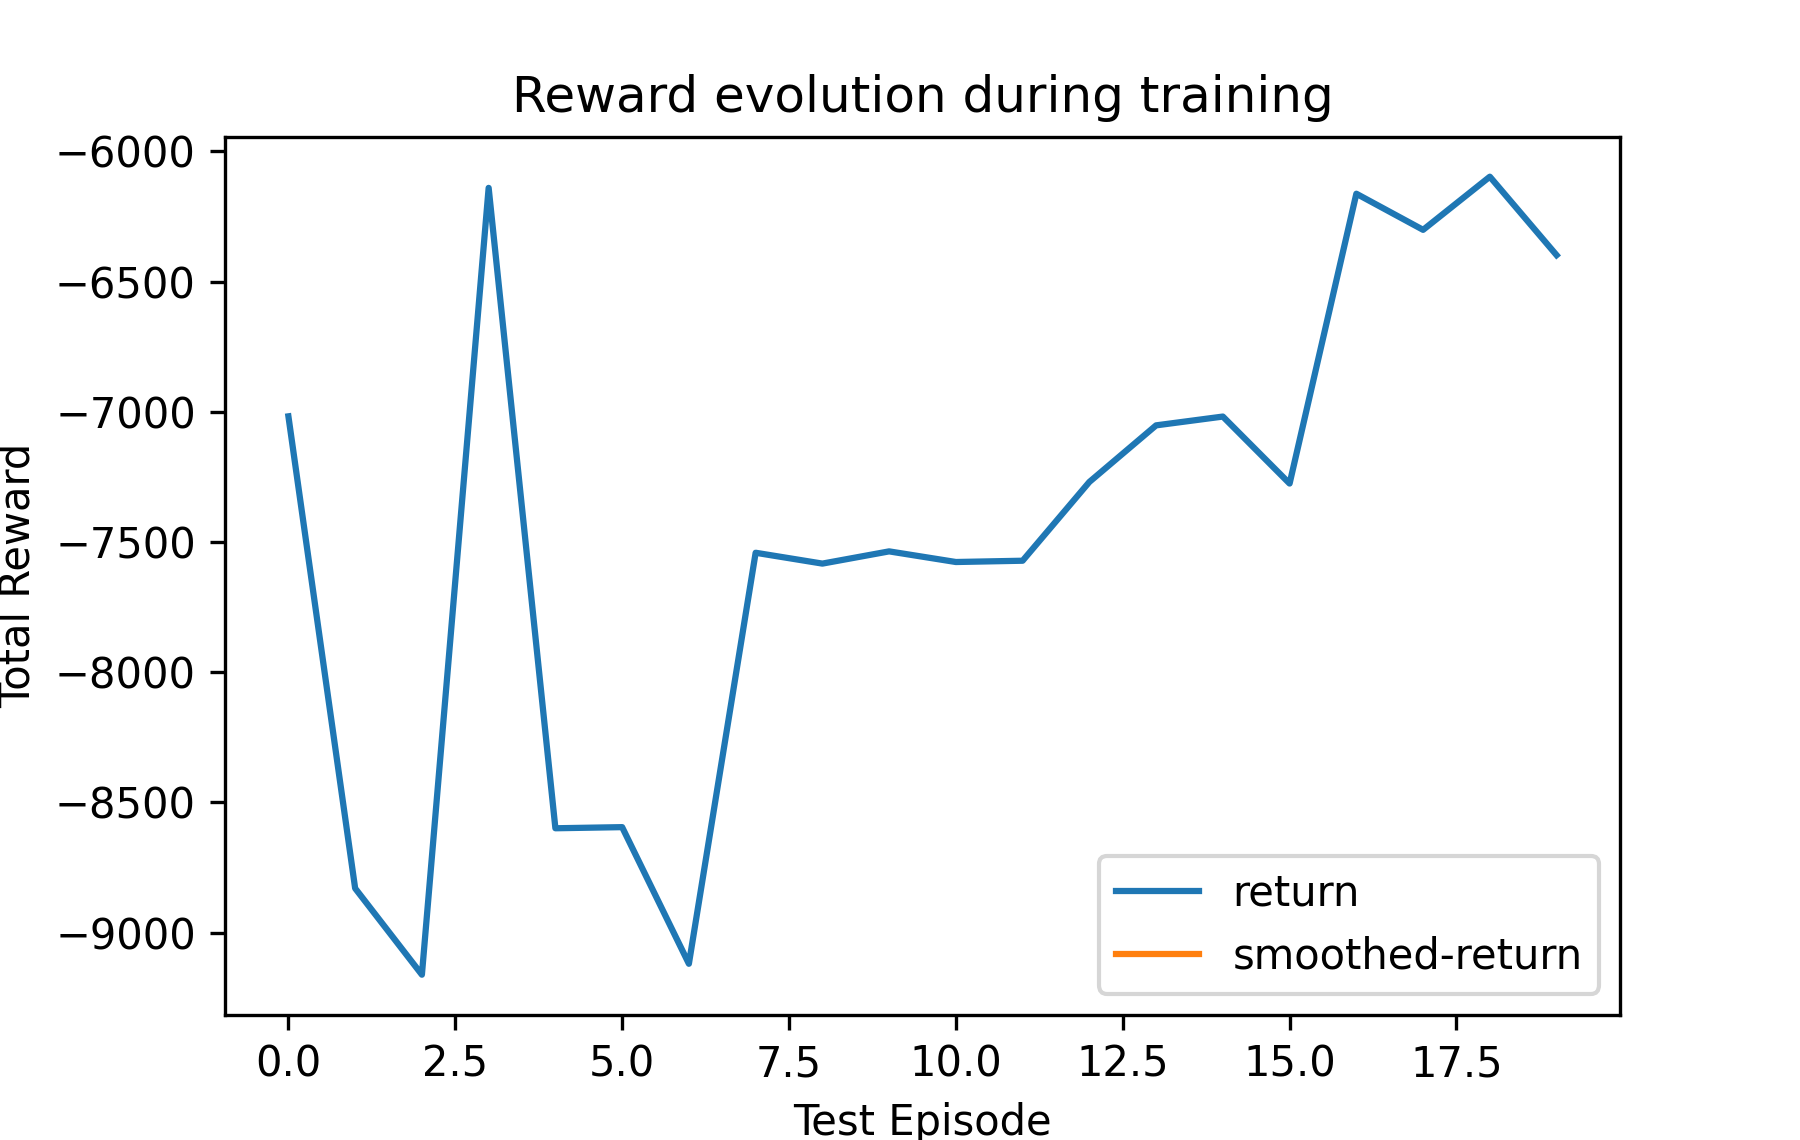 Reward evolution during training
−6000
−6500
−7000
−7500
−8000
−8500
−9000
Total Reward
0.0 2.5 5.0 7.5 10.0 12.5 15.0 17.5
Test Episode
return
smoothed-return